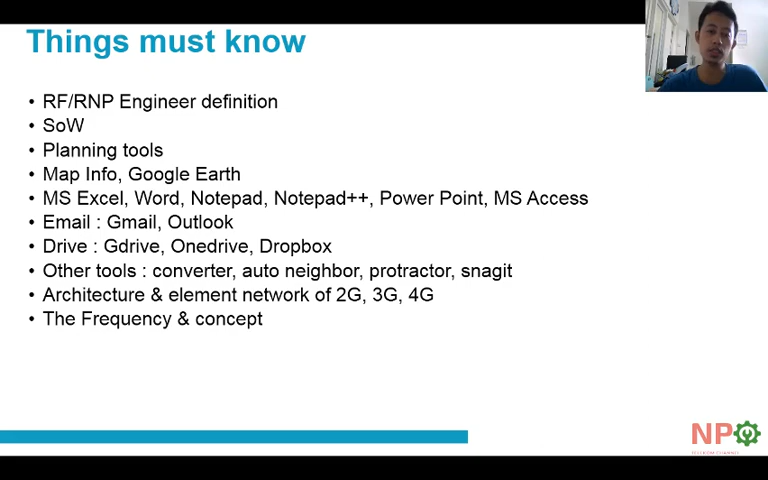 Things must know
• RF/RNP Engineer definition
• SoW
• Planning tools
• Map Info, Google Earth
• MS Excel, Word, Notepad, Notepad++, Power Point, MS Access
• Email : Gmail, Outlook
• Drive : Gdrive, Onedrive, Dropbox
• Other tools : converter, auto neighbor, protractor, snagit
• Architecture & element network of 2G, 3G, 4G
• The Frequency & concept
NPO
TELEKOM CHANNEL